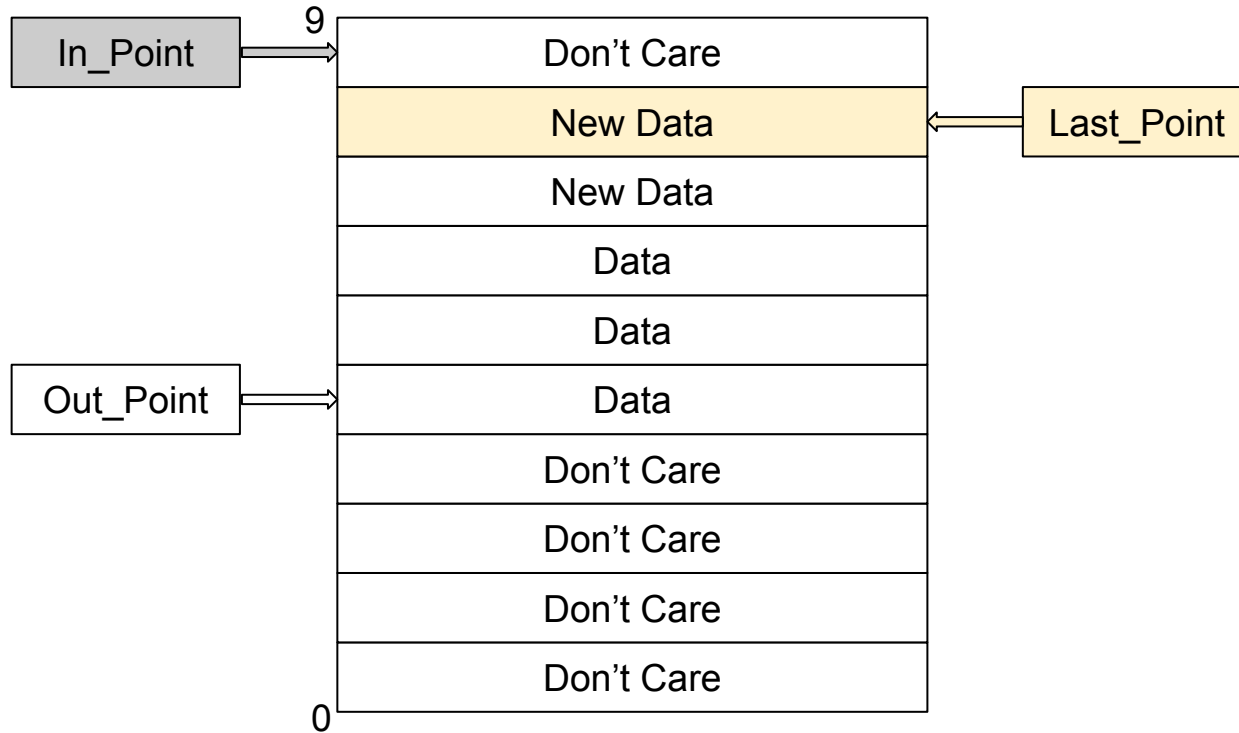 9
In_Point
Don’t Care
New Data
Last_Point
New Data
Data
Data
Out_Point
Data
Don’t Care
Don’t Care
Don’t Care
Don’t Care
0